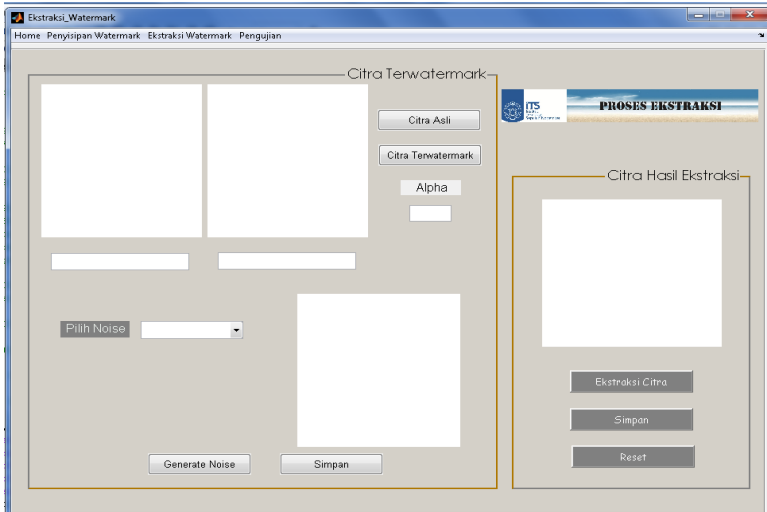 Ekstraksi_Watermark
Home Penyisipan Watermark Ekstraksi Watermark Pengujian
Citra Terwatermark
Citra Asli
Citra Terwatermark
Alpha
Pilih Noise
Generate Noise
Simpan
ITS
PROSES EKSTRAKSI
Citra Hasil Ekstraksi
Ekstraksi Citra
Simpan
Reset